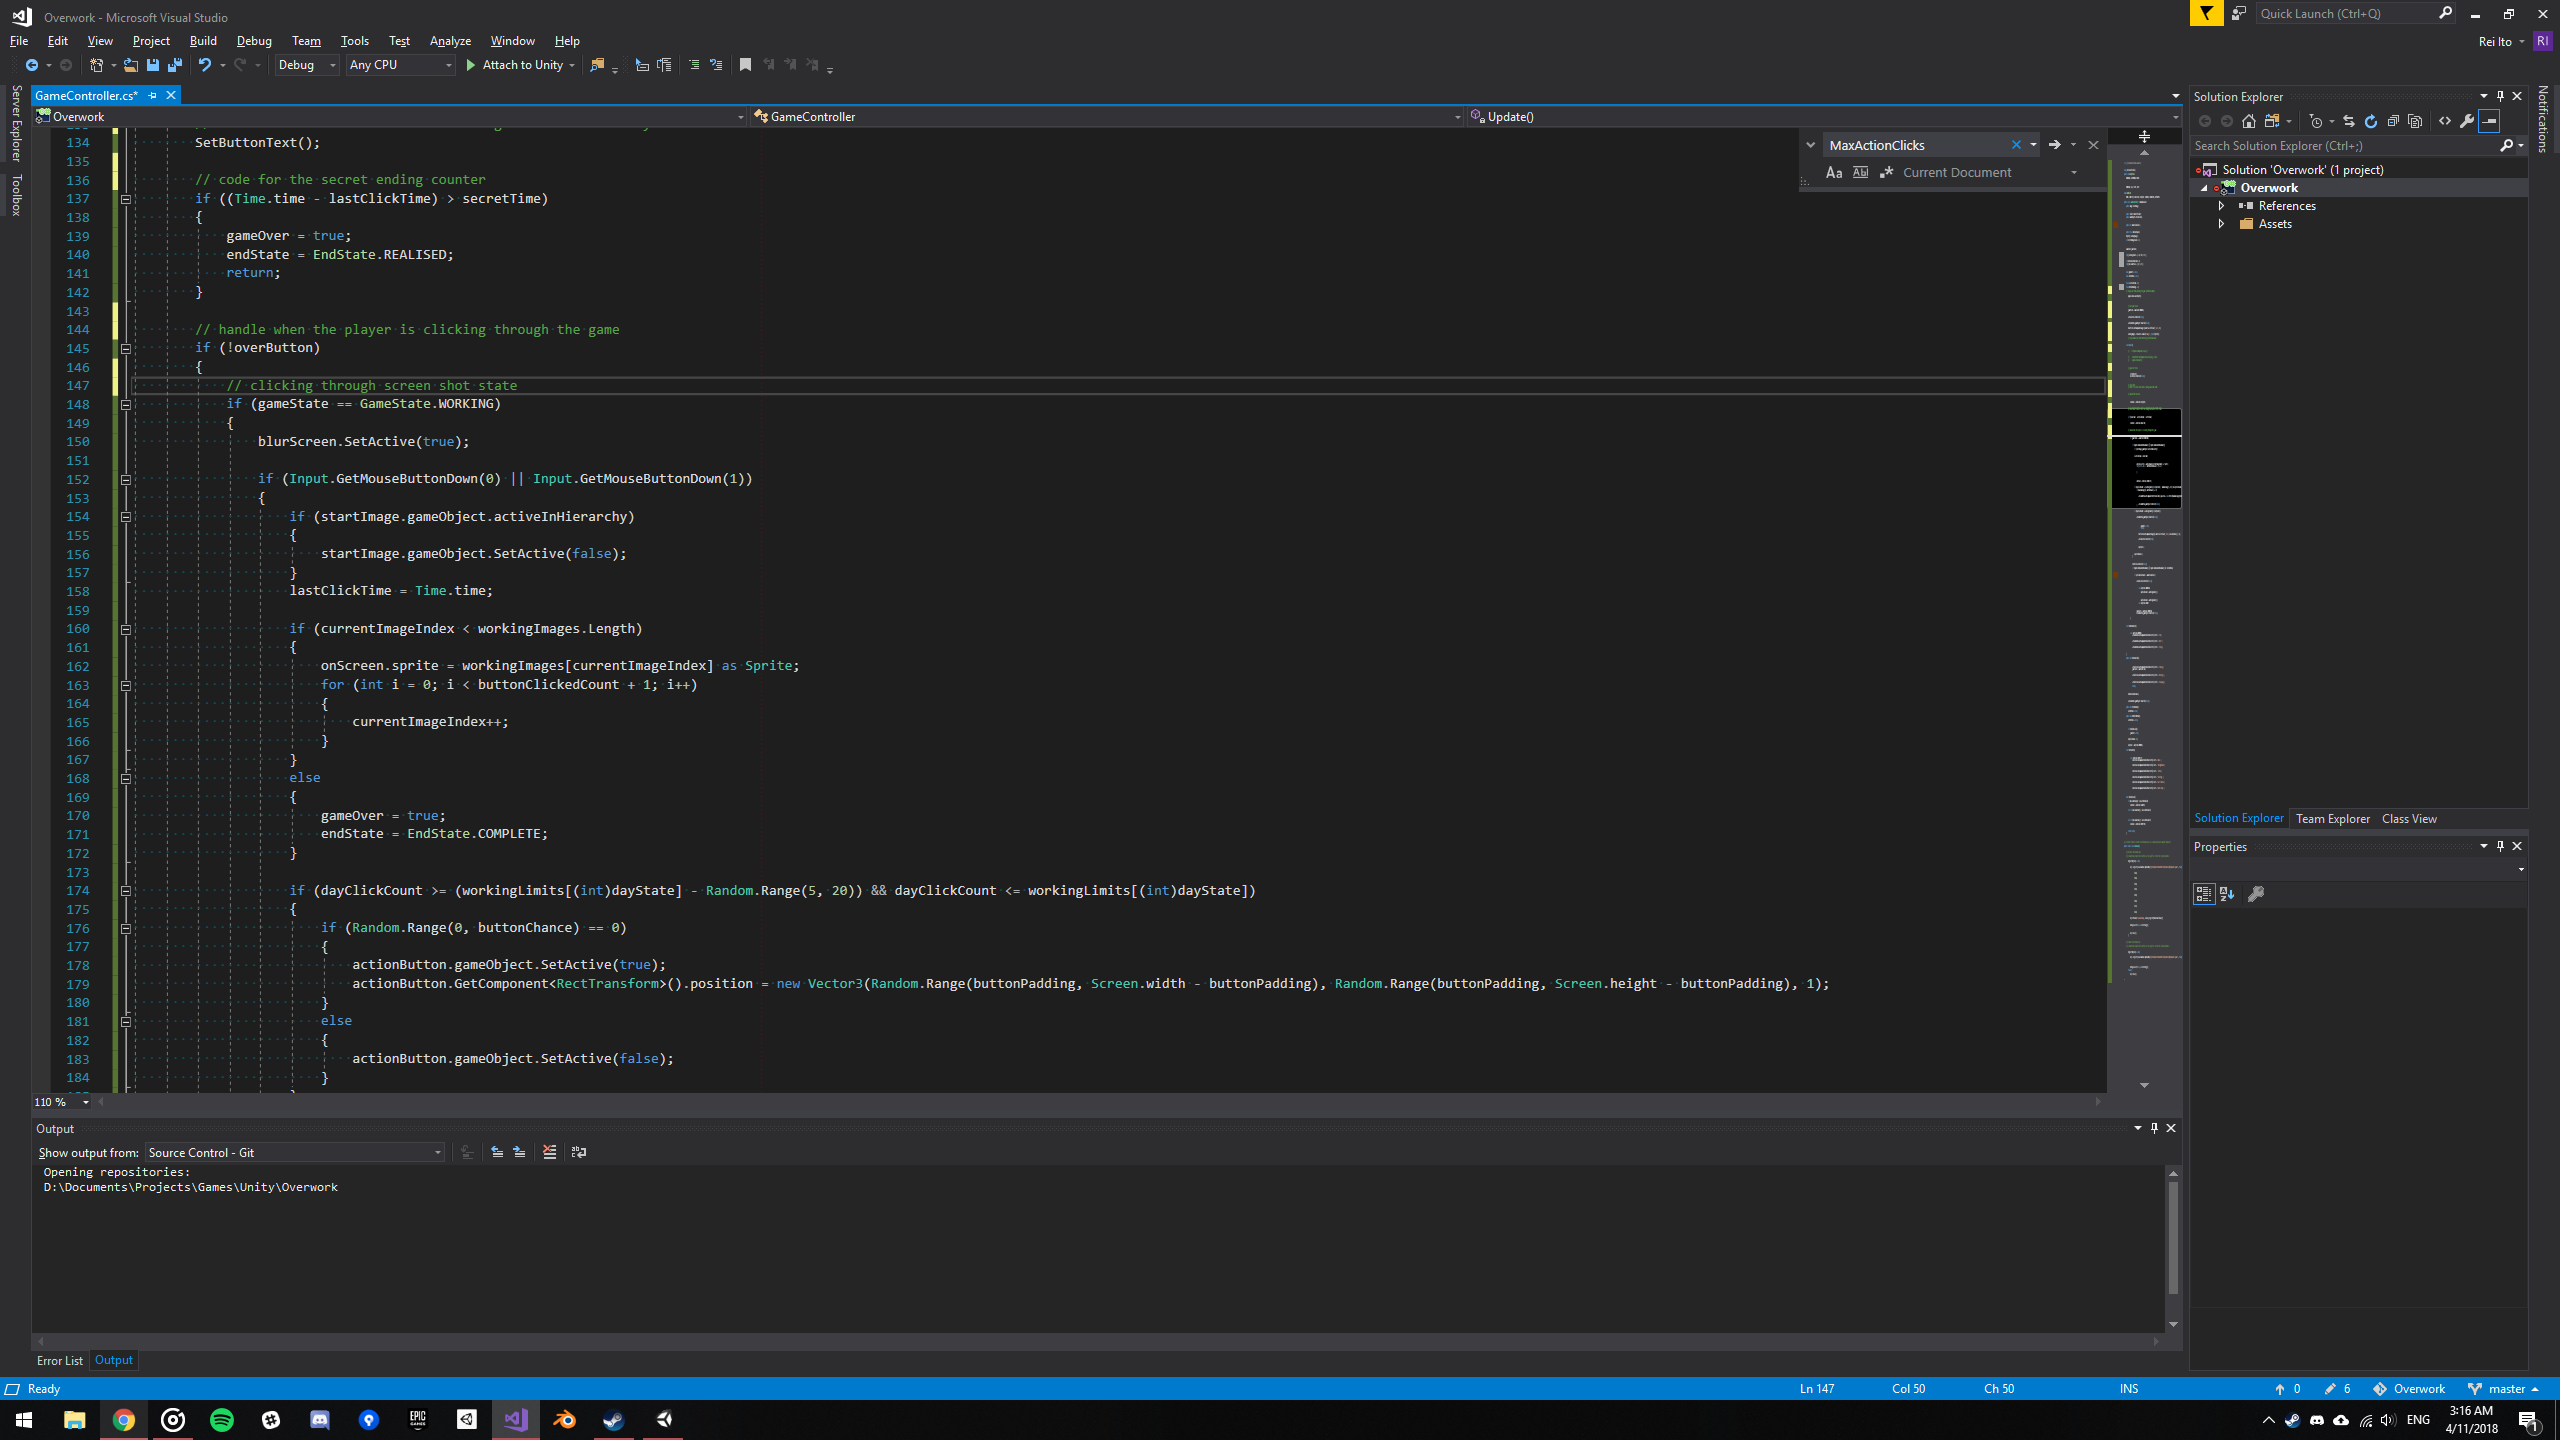 Overwork - Microsoft Visual Studio
Quick Launch (Ctrl+Q)
File Edit View Project Build Debug Team Tools Test Analyze Window Help
Rei Ito RI
Debug Any CPU Attach to Unity
Server Explorer
Toolbox
GameController.cs*
Overwork GameController Update()
MaxActionClicks
Aa Current Document
134 SetButtonText();
135
136 // code for the secret ending counter
137 if ((Time.time - lastClickTime) > secretTime)
138 {
139 gameOver = true;
140 endState = EndState.REALISED;
141 return;
142 }
143
144 // handle when the player is clicking through the game
145 if (!overButton)
146 {
147 // clicking through screen shot state
148 if (gameState == GameState.WORKING)
149 {
150 blurScreen.SetActive(true);
151
152 if (Input.GetMouseButtonDown(0) || Input.GetMouseButtonDown(1))
153 {
154 if (startImage.gameObject.activeInHierarchy)
155 {
156 startImage.gameObject.SetActive(false);
157 }
158 lastClickTime = Time.time;
159
160 if (currentImageIndex < workingImages.Length)
161 {
162 onScreen.sprite = workingImages[currentImageIndex] as Sprite;
163 for (int i = 0; i < buttonClickedCount + 1; i++)
164 {
165 currentImageIndex++;
166 }
167 }
168 else
169 {
170 gameOver = true;
171 endState = EndState.COMPLETE;
172 }
173
174 if (dayClickCount >= (workingLimits[(int)dayState] - Random.Range(5, 20)) && dayClickCount <= workingLimits[(int)dayState])
175 {
176 if (Random.Range(0, buttonChance) == 0)
177 {
178 actionButton.gameObject.SetActive(true);
179 actionButton.GetComponent<RectTransform>().position = new Vector3(Random.Range(buttonPadding, Screen.width - buttonPadding), Random.Range(buttonPadding, Screen.height - buttonPadding), 1);
180 }
181 else
182 {
183 actionButton.gameObject.SetActive(false);
184 }
110 %
Output
Show output from: Source Control - Git
Opening repositories:
D:\Documents\Projects\Games\Unity\Overwork
Error List Output
Solution Explorer
Search Solution Explorer (Ctrl+;)
Solution 'Overwork' (1 project)
Overwork
References
Assets
Solution Explorer Team Explorer Class View
Properties
Notifications
Ready Ln 147 Col 50 Ch 50 INS 0 6 Overwork master
EPIC GAMES
ENG
3:16 AM
4/11/2018
1